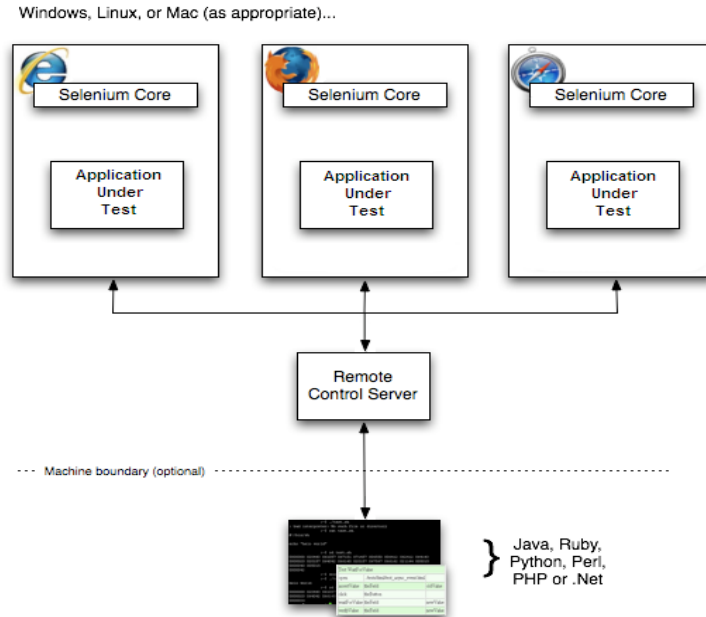 Windows, Linux, or Mac (as appropriate)...
Selenium Core
Selenium Core
Selenium Core
Application
Under
Test
Application
Under
Test
Application
Under
Test
Remote
Control Server
Machine boundary (optional)
Java, Ruby,
Python, Perl,
PHP or .Net